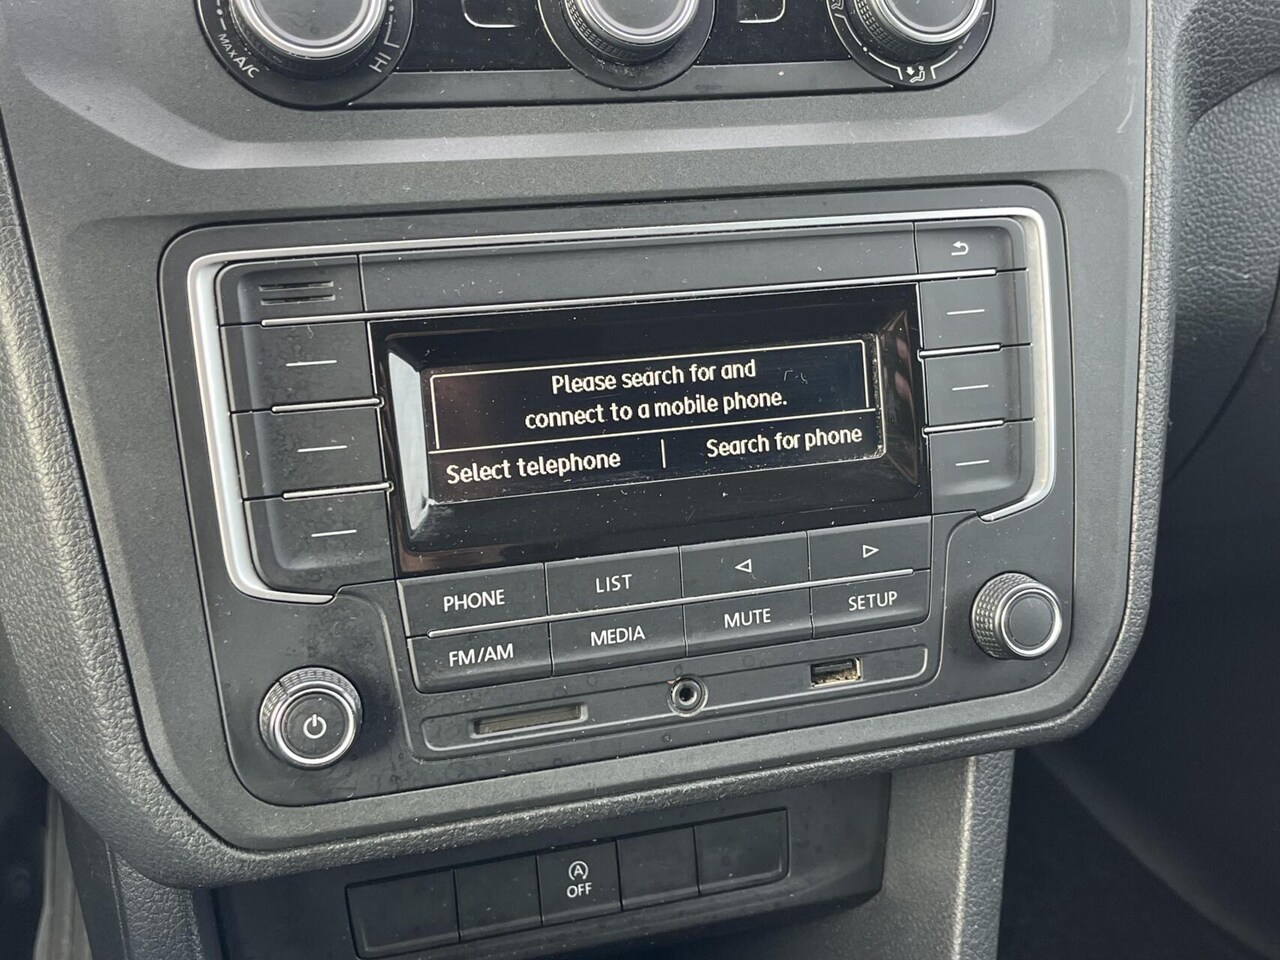 MAX A/C
HI
Please search for and
connect to a mobile phone.
Select telephone | Search for phone
PHONE
LIST
FM/AM
MEDIA
MUTE
SETUP
A
OFF